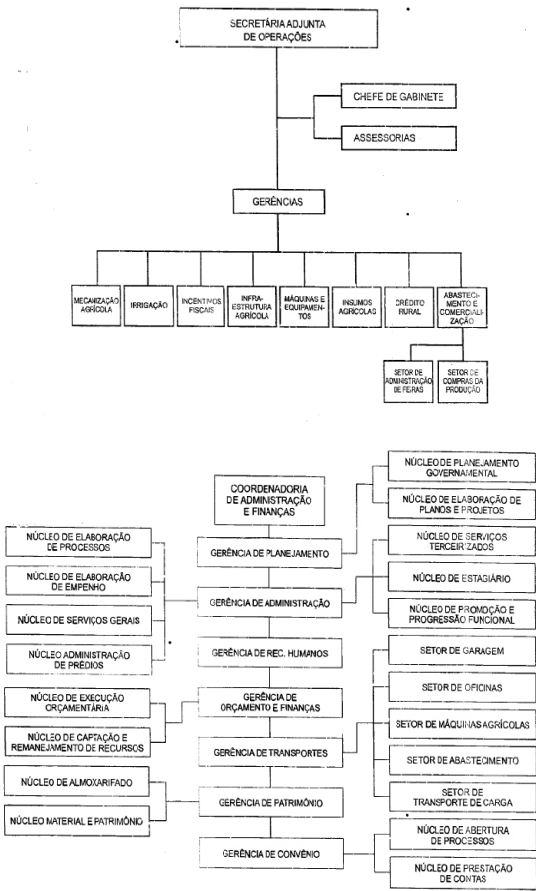 SECRETÁRIA ADJUNTA
DE OPERAÇÕES
CHEFE DE GABINETE
ASSESSORIAS
GERÊNCIAS
MECANIZAÇÃO
AGRÍCOLA
IRRIGAÇÃO
INCENTIVOS
FISCAIS
INFRA-
ESTRUTURA
AGRÍCOLA
MÁQUINAS E
EQUIPAMEN-
TOS
INSUMOS
AGRÍCOLAS
CRÉDITO
RURAL
ABASTECI-
MENTO E
COMERCIALI-
ZAÇÃO
SETOR DE
ADMINISTRAÇÃO
DE FEIRAS
SETOR DE
COMPRAS DA
PRODUÇÃO
COORDENADORIA
DE ADMINISTRAÇÃO
E FINANÇAS
NÚCLEO DE PLANEJAMENTO
GOVERNAMENTAL
NÚCLEO DE ELABORAÇÃO DE
PLANOS E PROJETOS
GERÊNCIA DE PLANEJAMENTO
NÚCLEO DE ELABORAÇÃO
DE PROCESSOS
NÚCLEO DE ELABORAÇÃO
DE EMPENHO
NÚCLEO DE SERVIÇOS GERAIS
NÚCLEO ADMINISTRAÇÃO
DE PRÉDIOS
GERÊNCIA DE ADMINISTRAÇÃO
NÚCLEO DE SERVIÇOS
TERCEIRIZADOS
NÚCLEO DE ESTAGIÁRIO
NÚCLEO DE PROMOÇÃO E
PROGRESSÃO FUNCIONAL
GERÊNCIA DE REC. HUMANOS
NÚCLEO DE EXECUÇÃO
ORÇAMENTÁRIA
NÚCLEO DE CAPTAÇÃO E
REMANEJAMENTO DE RECURSOS
GERÊNCIA DE
ORÇAMENTO E FINANÇAS
GERÊNCIA DE TRANSPORTES
SETOR DE GARAGEM
SETOR DE OFICINAS
SETOR DE MÁQUINAS AGRÍCOLAS
SETOR DE ABASTECIMENTO
SETOR DE
TRANSPORTE DE CARGA
NÚCLEO DE ALMOXARIFADO
NÚCLEO MATERIAL E PATRIMÔNIO
GERÊNCIA DE PATRIMÔNIO
GERÊNCIA DE CONVÊNIO
NÚCLEO DE ABERTURA
DE PROCESSOS
NÚCLEO DE PRESTAÇÃO
DE CONTAS